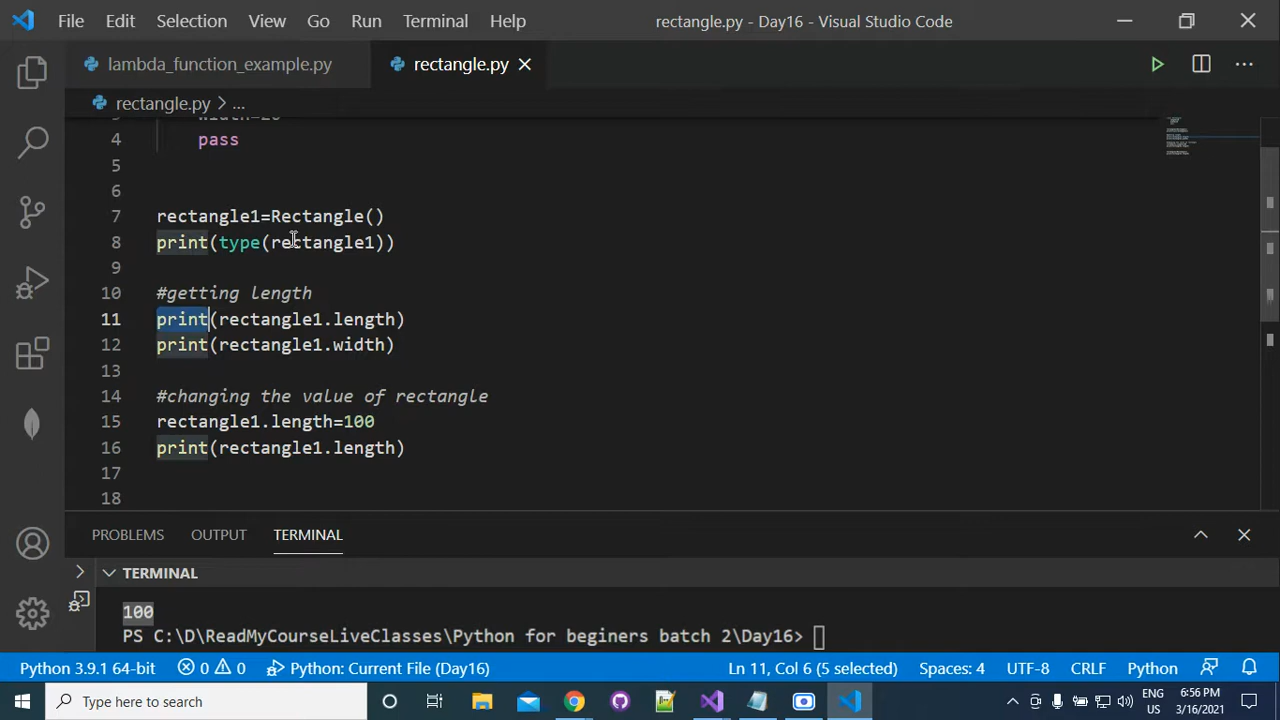 File Edit Selection View Go Run Terminal Help rectangle.py - Day16 - Visual Studio Code
lambda_function_example.py rectangle.py
rectangle.py > ...
4 pass
5
6
7 rectangle1=Rectangle()
8 print(type(rectangle1))
9
10 #getting length
11 print(rectangle1.length)
12 print(rectangle1.width)
13
14 #changing the value of rectangle
15 rectangle1.length=100
16 print(rectangle1.length)
17
18
PROBLEMS OUTPUT TERMINAL
TERMINAL
100
PS C:\D\ReadMyCourseLiveClasses\Python for beginers batch 2\Day16>
Python 3.9.1 64-bit 0 0 Python: Current File (Day16) Ln 11, Col 6 (5 selected) Spaces: 4 UTF-8 CRLF Python
Type here to search ENG 6:56 PM
US 3/16/2021